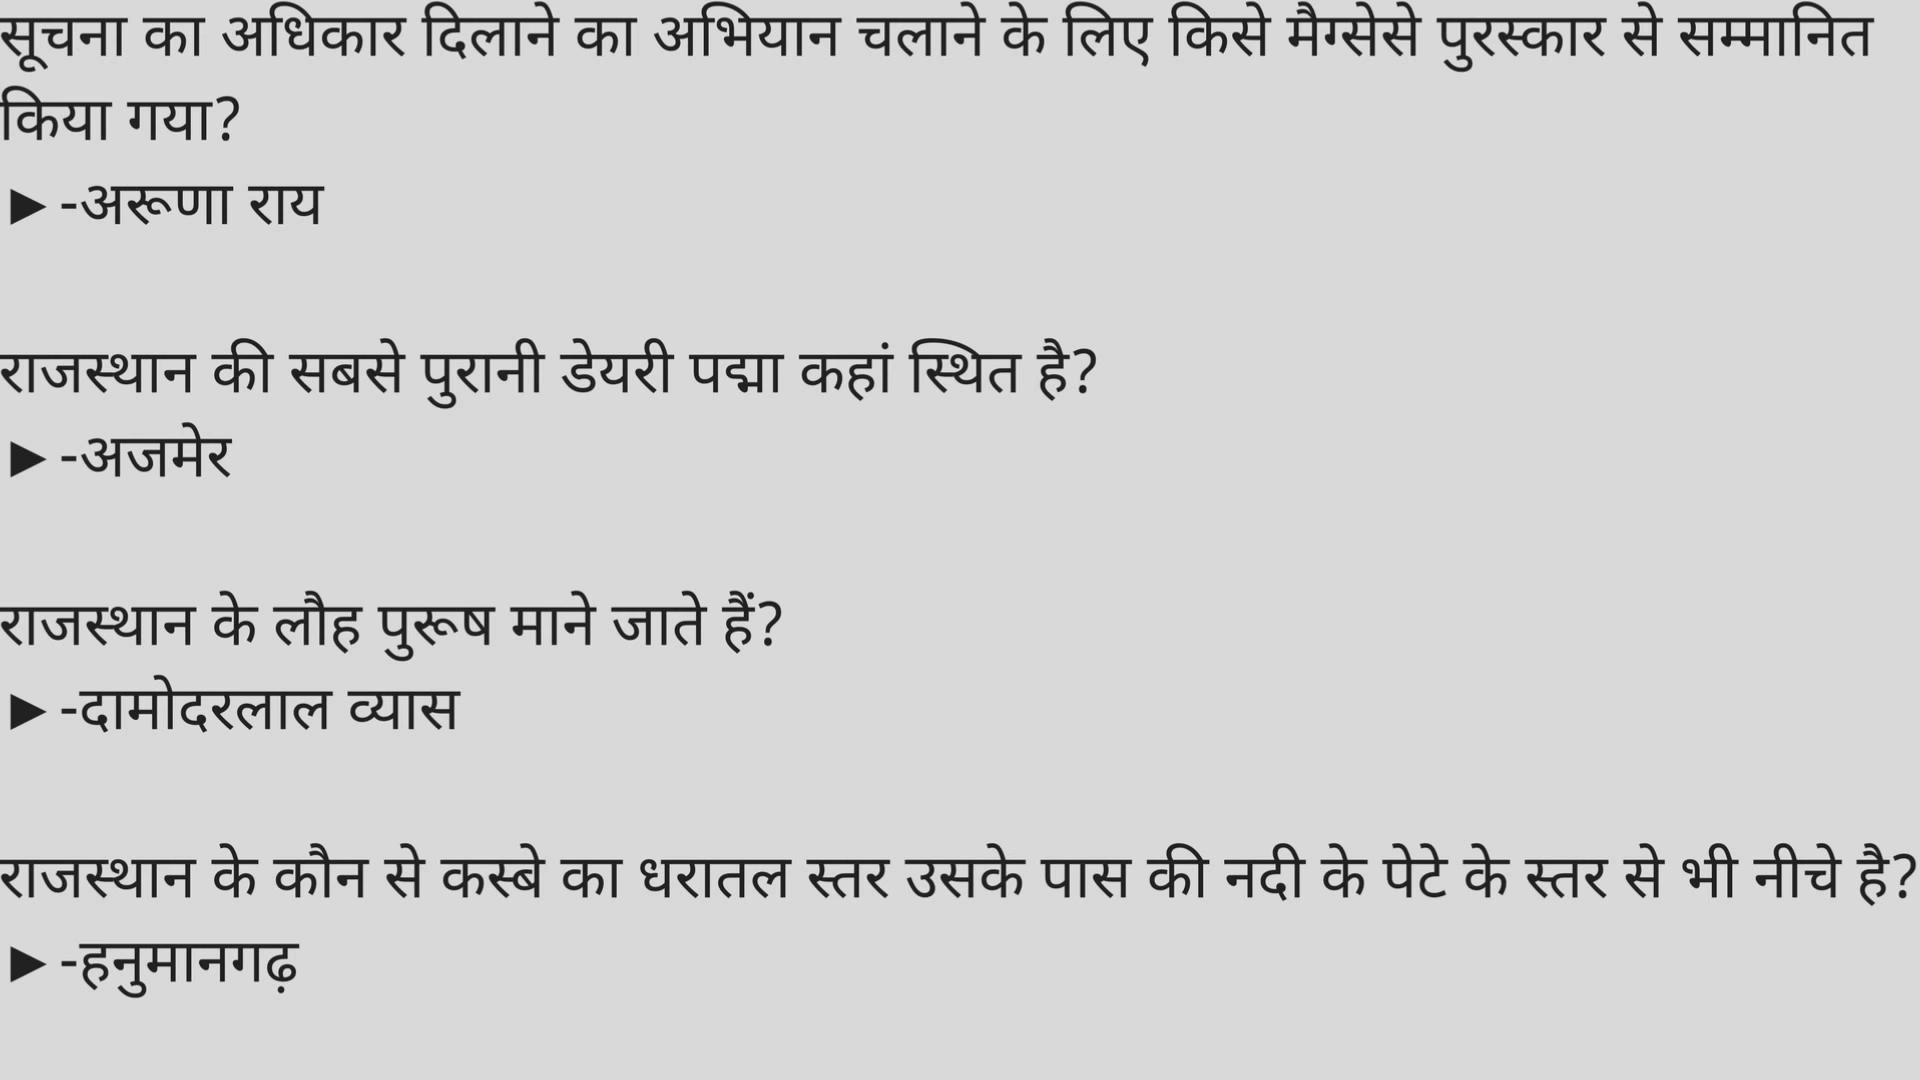 सूचना का अधिकार दिलाने का अभियान चलाने के लिए किसे मैग्सेसे पुरस्कार से सम्मानित
किया गया?
►-अरूणा राय
राजस्थान की सबसे पुरानी डेयरी पद्मा कहां स्थित है?
►-अजमेर
राजस्थान के लौह पुरूष माने जाते हैं?
►-दामोदरलाल व्यास
राजस्थान के कौन से कस्बे का धरातल स्तर उसके पास की नदी के पेटे के स्तर से भी नीचे है?
►-हनुमानगढ़